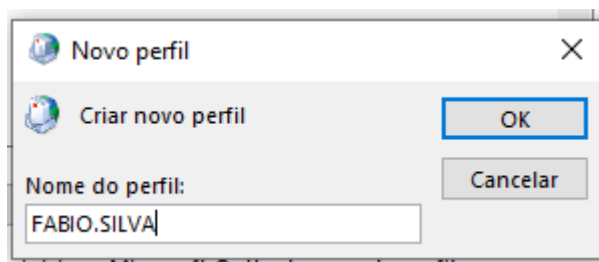 Novo perfil
Criar novo perfil
OK
Nome do perfil:
Cancelar
FABIO.SILVA